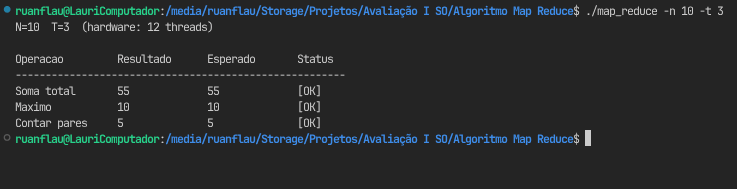 ruanflau@LauriComputador:/media/ruanflau/Storage/Projetos/Avaliação I SO/Algoritmo Map Reduce$ ./map_reduce -n 10 -t 3
N=10  T=3  (hardware: 12 threads)
Operacao        Resultado     Esperado      Status
----------------------------------------------------
Soma total      55            55            [OK]
Maximo          10            10            [OK]
Contar pares    5             5             [OK]
ruanflau@LauriComputador:/media/ruanflau/Storage/Projetos/Avaliação I SO/Algoritmo Map Reduce$